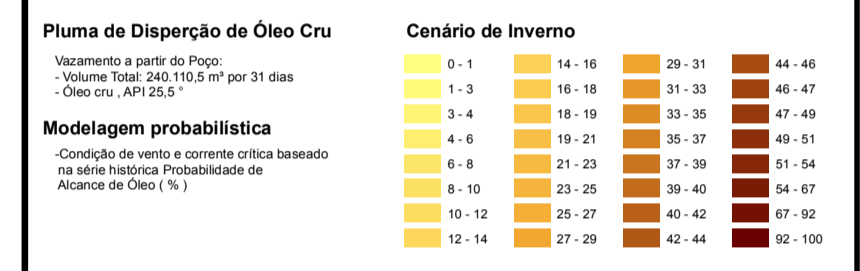 Pluma de Disperção de Óleo Cru
Vazamento a partir do Poço:
- Volume Total: 240.110,5 m³ por 31 dias
- Óleo cru , API 25,5 °
Modelagem probabilística
-Condição de vento e corrente crítica baseado
na série histórica Probabilidade de
Alcance de Óleo ( % )
Cenário de Inverno
0 - 1
1 - 3
3 - 4
4 - 6
6 - 8
8 - 10
10 - 12
12 - 14
14 - 16
16 - 18
18 - 19
19 - 21
21 - 23
23 - 25
25 - 27
27 - 29
29 - 31
31 - 33
33 - 35
35 - 37
37 - 39
39 - 40
40 - 42
42 - 44
44 - 46
46 - 47
47 - 49
49 - 51
51 - 54
54 - 67
67 - 92
92 - 100